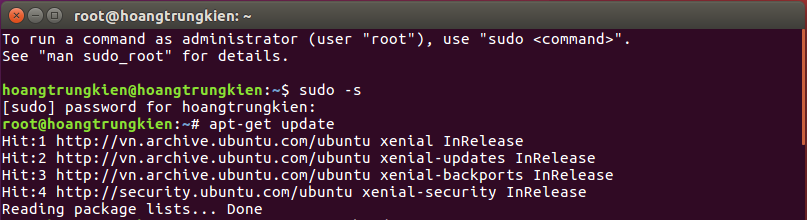 root@hoangtrungkien: ~
To run a command as administrator (user "root"), use "sudo <command>".
See "man sudo_root" for details.
hoangtrungkien@hoangtrungkien:~$ sudo -s
[sudo] password for hoangtrungkien:
root@hoangtrungkien:~# apt-get update
Hit:1 http://vn.archive.ubuntu.com/ubuntu xenial InRelease
Hit:2 http://vn.archive.ubuntu.com/ubuntu xenial-updates InRelease
Hit:3 http://vn.archive.ubuntu.com/ubuntu xenial-backports InRelease
Hit:4 http://security.ubuntu.com/ubuntu xenial-security InRelease
Reading package lists... Done